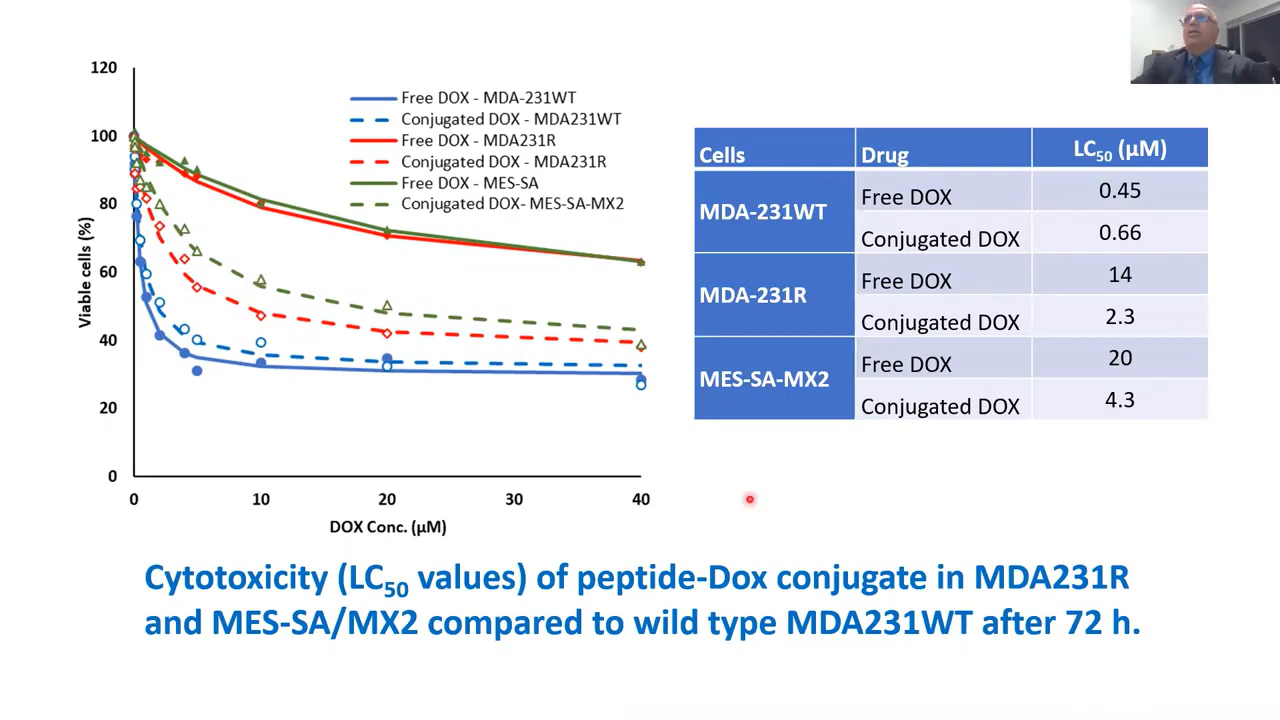 120
100
80
60
40
20
0
Viable cells (%)
0 10 20 30 40
DOX Conc. (µM)
Free DOX - MDA-231WT
Conjugated DOX - MDA231WT
Free DOX - MDA231R
Conjugated DOX - MDA231R
Free DOX - MES-SA
Conjugated DOX - MES-SA-MX2
Cells Drug LC50 (µM)
MDA-231WT Free DOX 0.45
Conjugated DOX 0.66
MDA-231R Free DOX 14
Conjugated DOX 2.3
MES-SA-MX2 Free DOX 20
Conjugated DOX 4.3
Cytotoxicity (LC50 values) of peptide-Dox conjugate in MDA231R
and MES-SA/MX2 compared to wild type MDA231WT after 72 h.